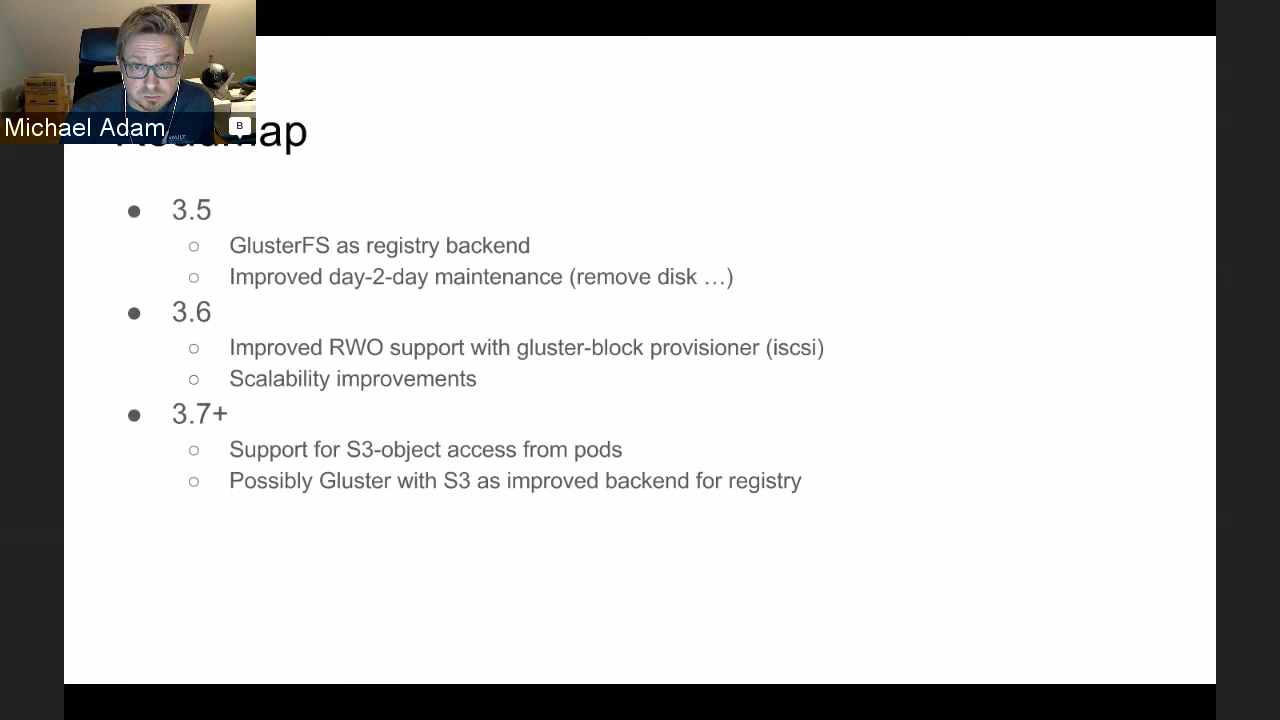 Michael Adam
B
VAULT
Roadmap
● 3.5
○ GlusterFS as registry backend
○ Improved day-2-day maintenance (remove disk …)
● 3.6
○ Improved RWO support with gluster-block provisioner (iscsi)
○ Scalability improvements
● 3.7+
○ Support for S3-object access from pods
○ Possibly Gluster with S3 as improved backend for registry